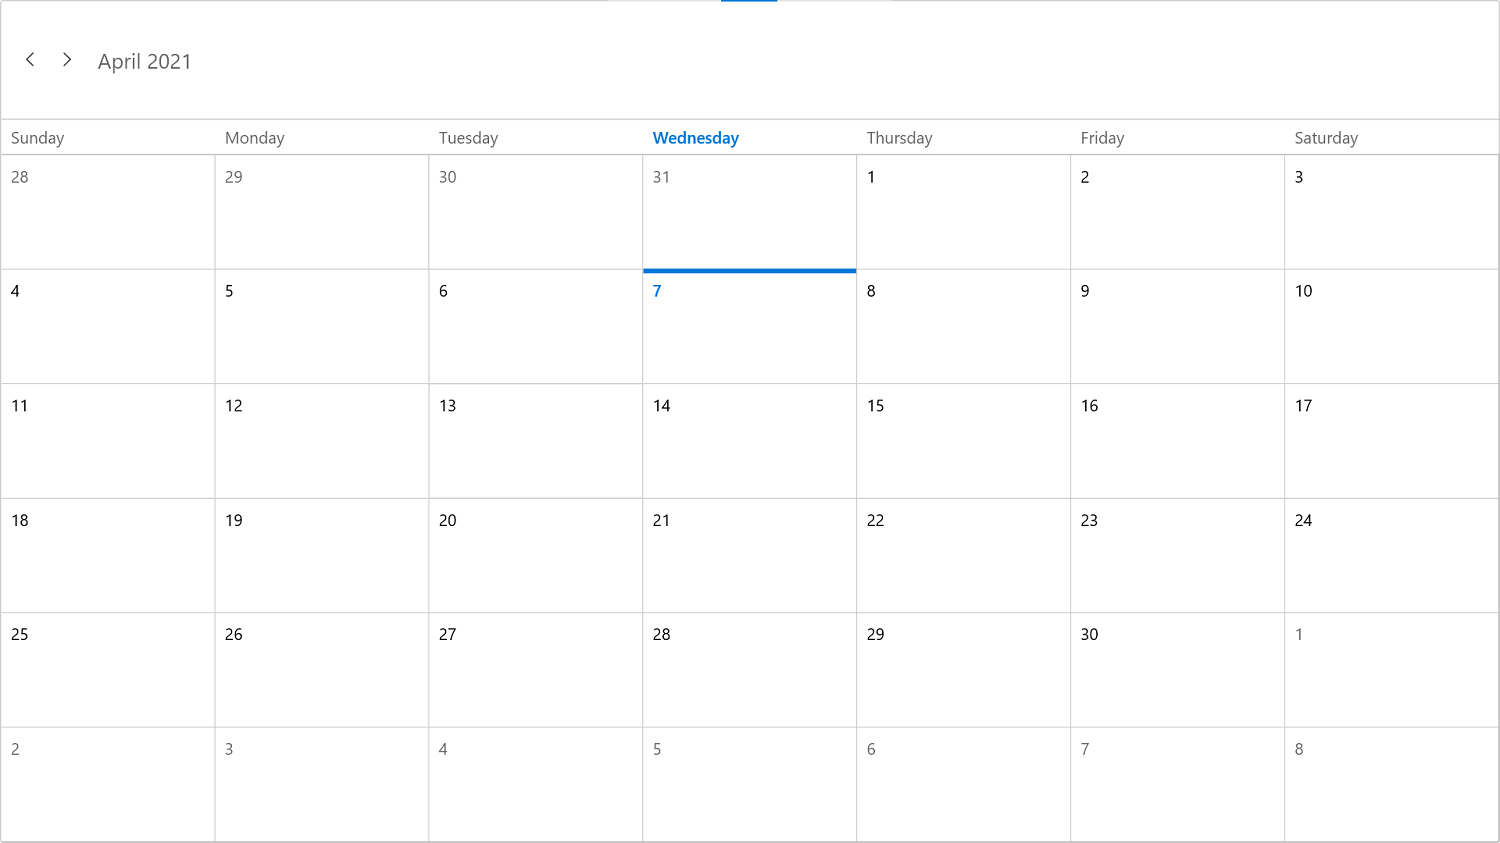 April 2021
Sunday Monday Tuesday Wednesday Thursday Friday Saturday
28 29 30 31 1 2 3
4 5 6 7 8 9 10
11 12 13 14 15 16 17
18 19 20 21 22 23 24
25 26 27 28 29 30 1
2 3 4 5 6 7 8